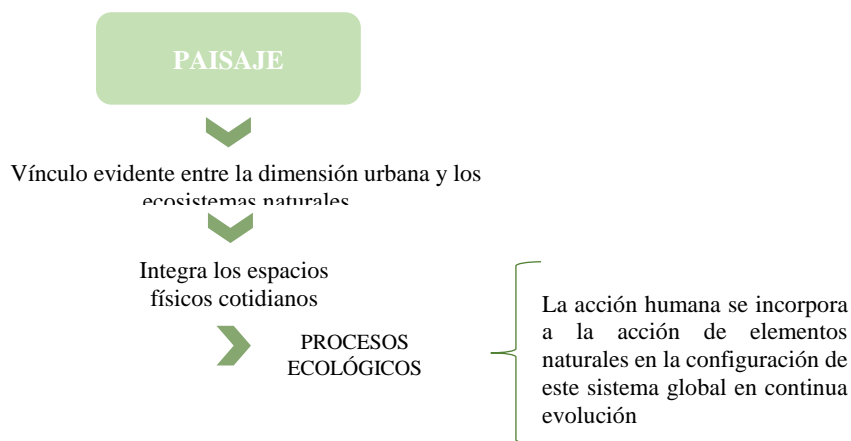 PAISAJE
Vínculo evidente entre la dimensión urbana y los
ecosistemas naturales
Integra los espacios
físicos cotidianos
PROCESOS
ECOLÓGICOS
La acción humana se incorpora
a la acción de elementos
naturales en la configuración de
este sistema global en continua
evolución